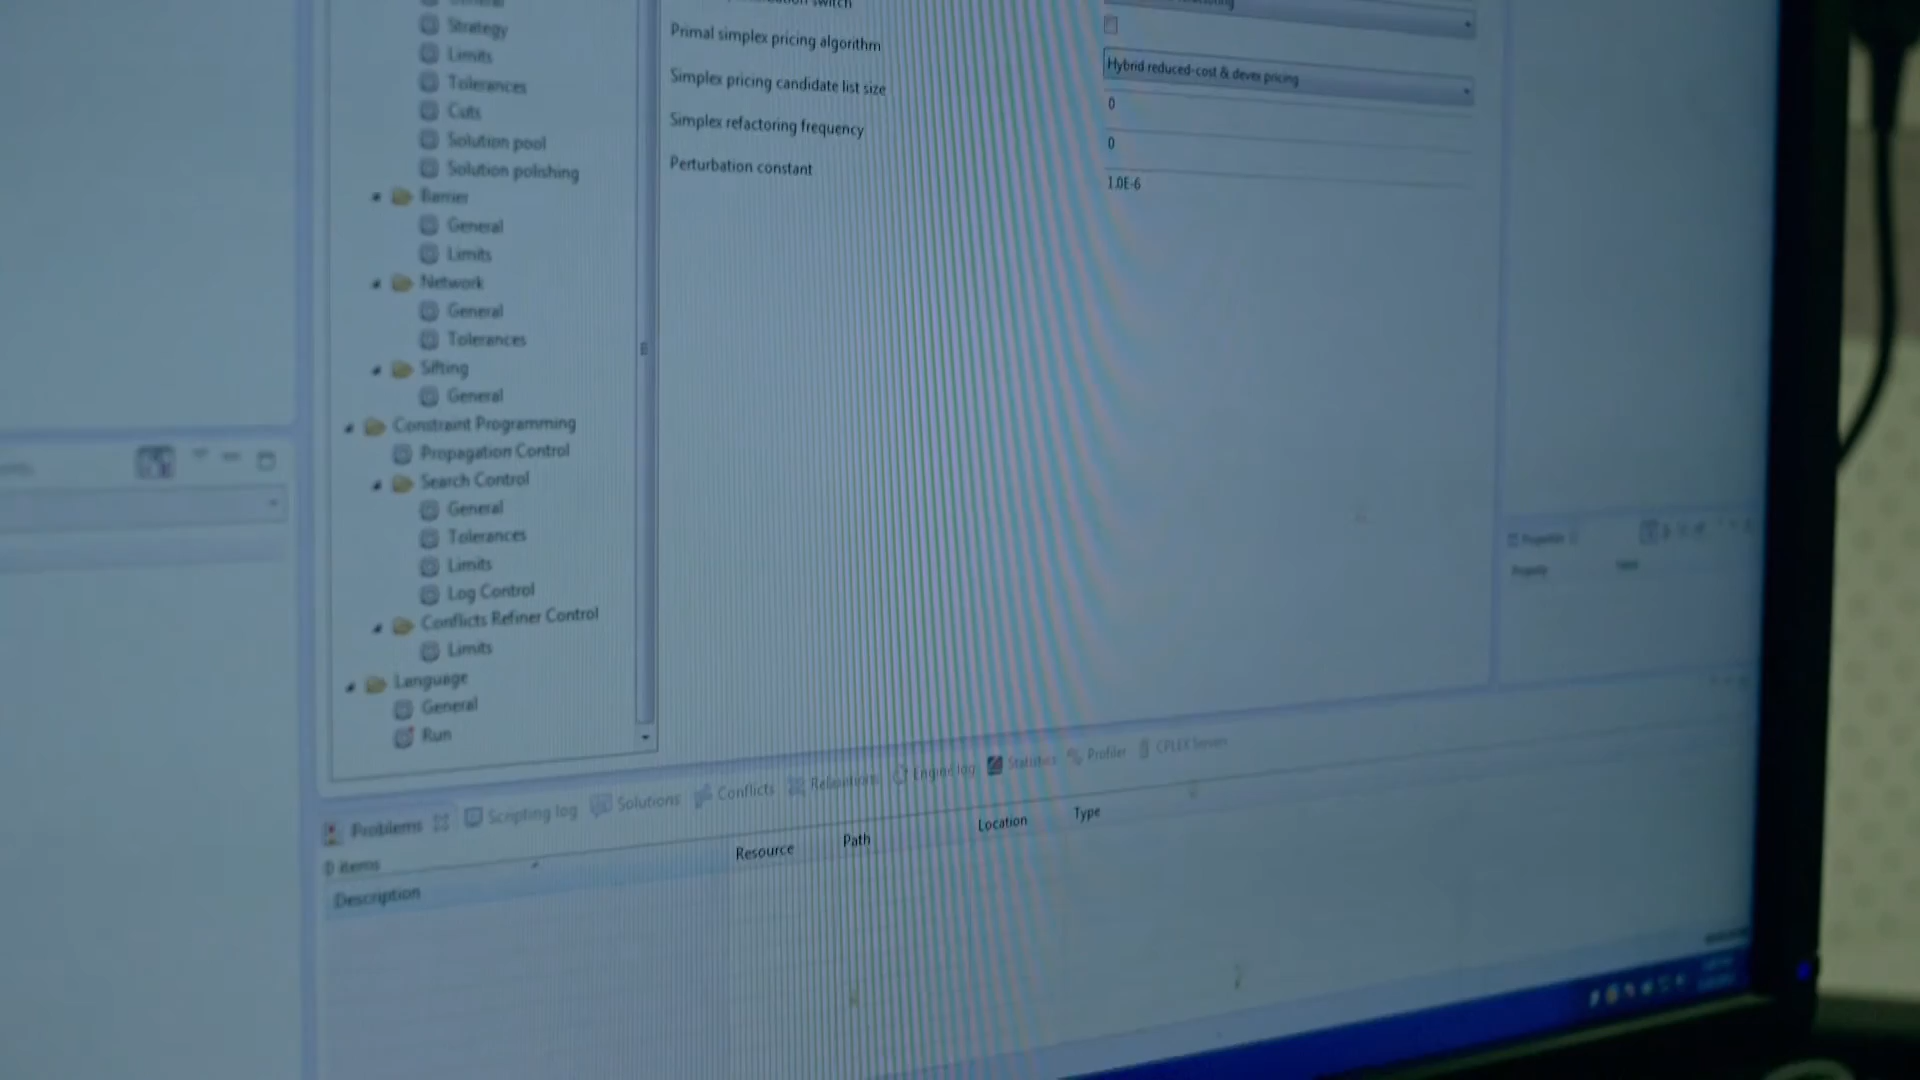 Strategy
Limits
Tolerances
Cuts
Solution pool
Solution polishing
Barrier
General
Limits
Network
General
Tolerances
Sifting
General
Constraint Programming
Propagation Control
Search Control
General
Tolerances
Limits
Log Control
Conflicts Refiner Control
Limits
Language
General
Run
switch
Primal simplex pricing algorithm
Hybrid reduced-cost & devex pricing
Simplex pricing candidate list size
0
Simplex refactoring frequency
0
Perturbation constant
1.0E-6
Properties
Property
Problems Scripting log Solutions Conflicts Relaxations Engine log Statistics Profiler CPLEX Servers
0 items
Description Resource Path Location Type